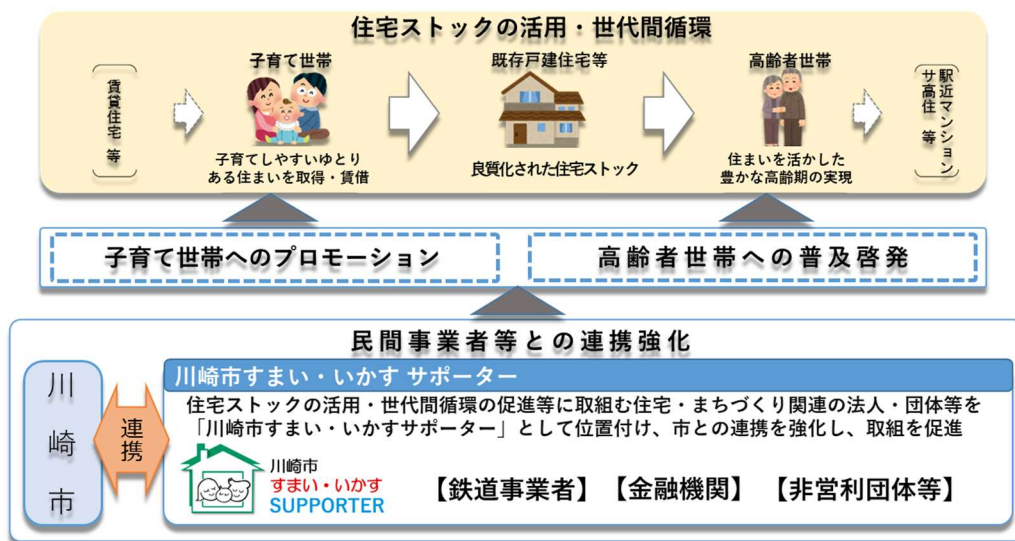 住宅ストックの活用・世代間循環
賃貸住宅 等
子育て世帯
子育てしやすいゆとり
ある住まいを取得・賃借
既存戸建住宅等
良質化された住宅ストック
高齢者世帯
住まいを活かした
豊かな高齢期の実現
駅近マンション
サ高住 等
子育て世帯へのプロモーション
高齢者世帯への普及啓発
民間事業者等との連携強化
川崎市
連携
川崎市すまい・いかす サポーター
住宅ストックの活用・世代間循環の促進等に取組む住宅・まちづくり関連の法人・団体等を
「川崎市すまい・いかすサポーター」として位置付け、市との連携を強化し、取組を促進
川崎市
すまい・いかす
SUPPORTER
【鉄道事業者】【金融機関】【非営利団体等】